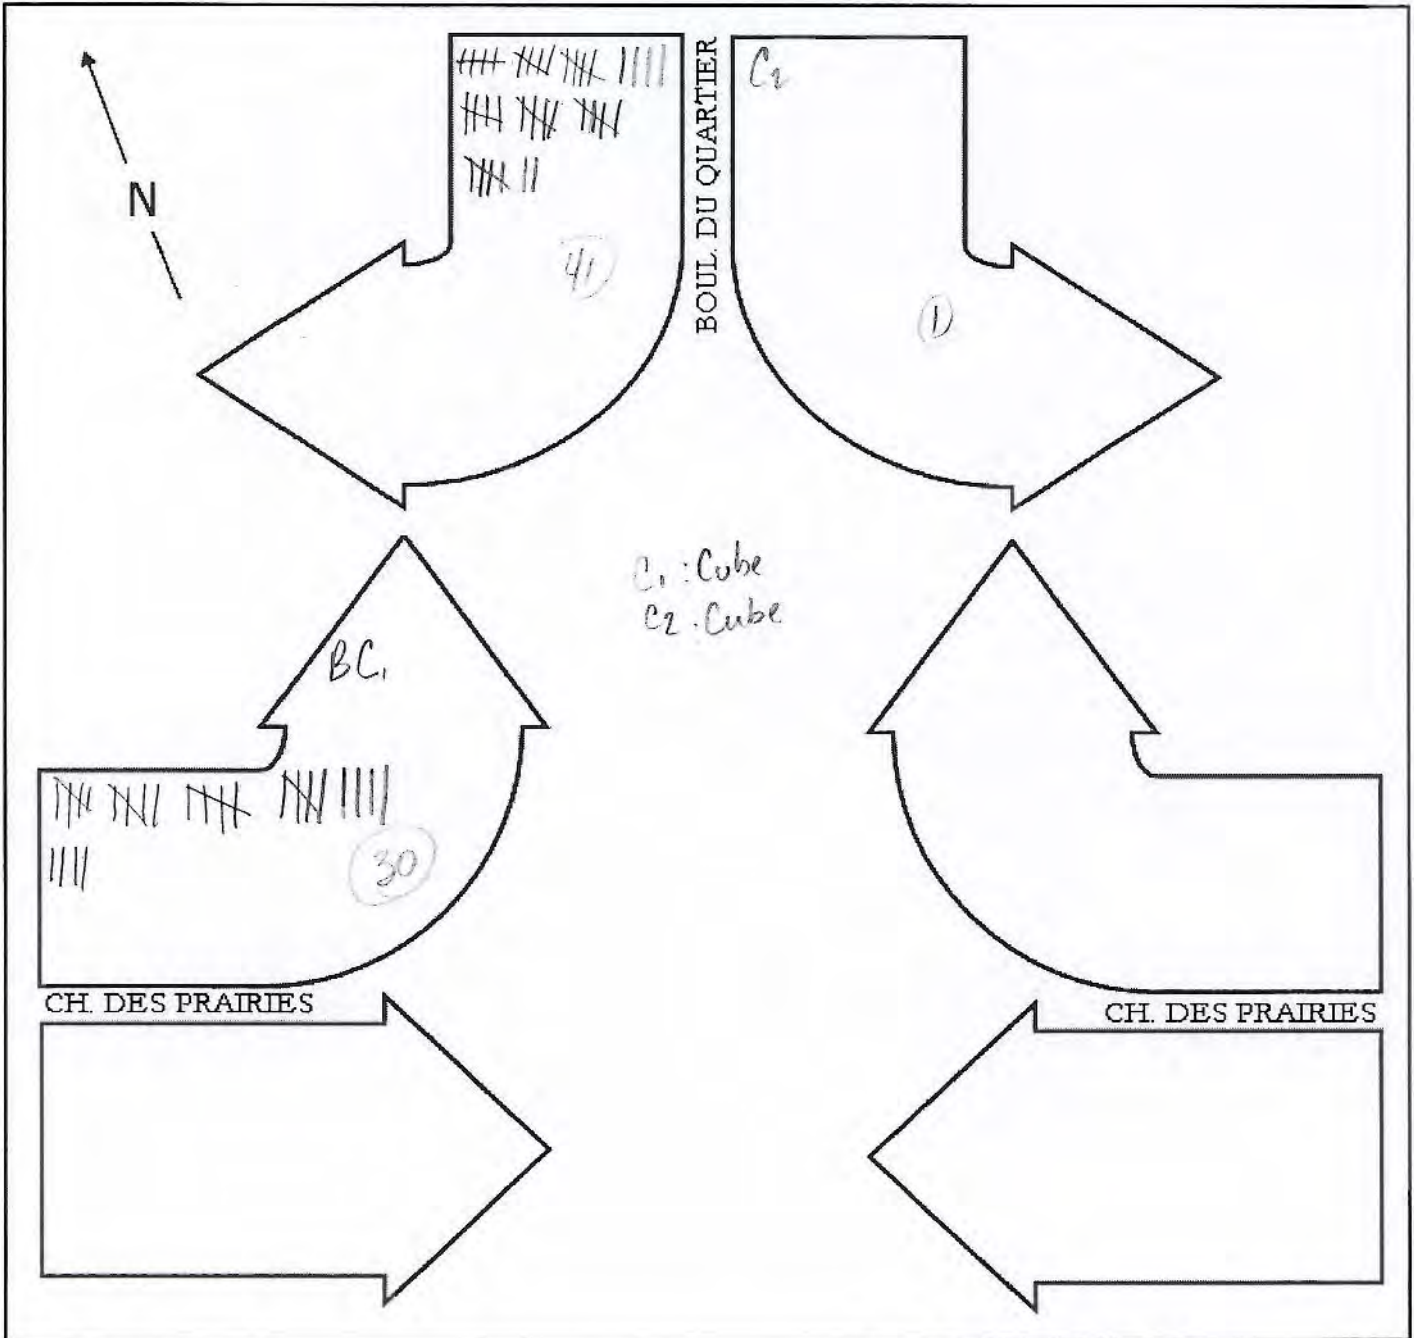 N
BOUL. DU QUARTIER
C2
41
1
C1 : Cube
C2 : Cube
BC1
30
CH. DES PRAIRIES
CH. DES PRAIRIES